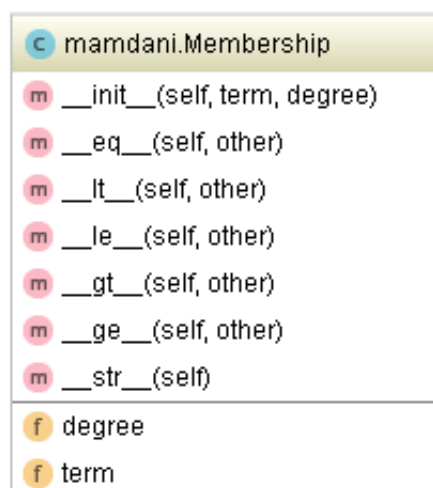 C mamdani.Membership
m __init__(self, term, degree)
m __eq__(self, other)
m __lt__(self, other)
m __le__(self, other)
m __gt__(self, other)
m __ge__(self, other)
m __str__(self)
f degree
f term